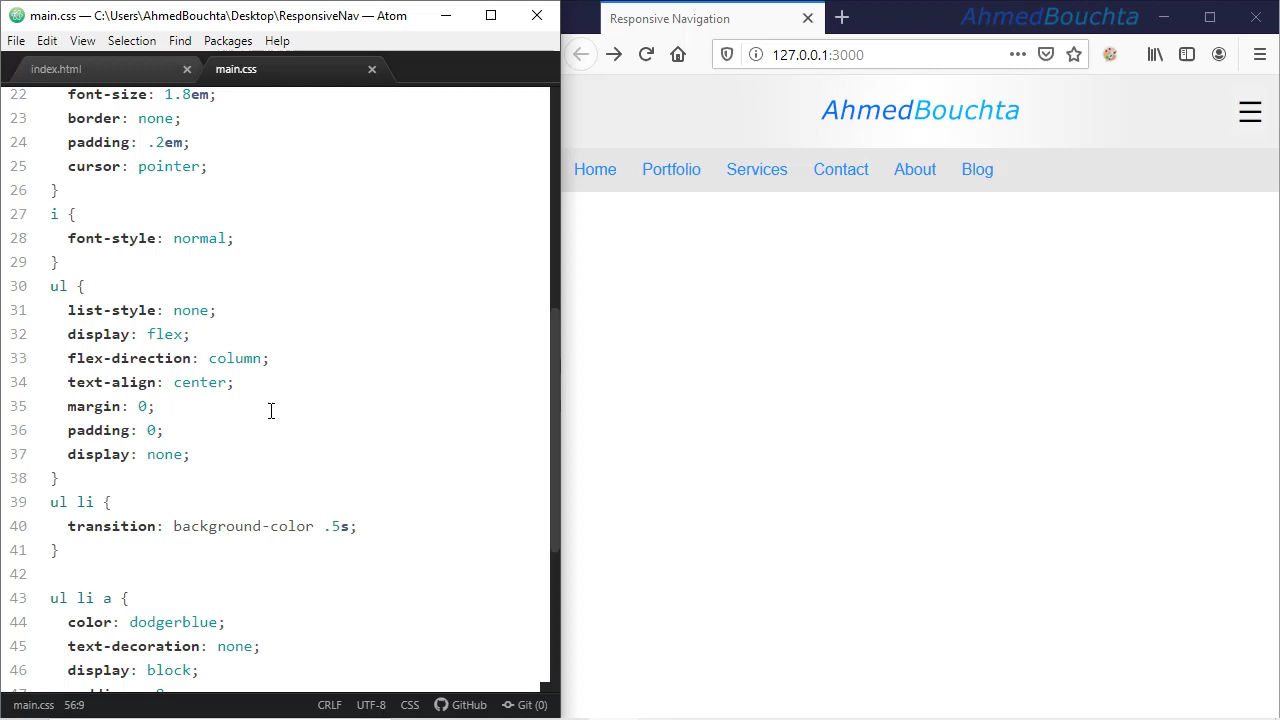 main.css — C:\Users\AhmedBouchta\Desktop\ResponsiveNav — Atom
File Edit View Selection Find Packages Help
index.html main.css
22 font-size: 1.8em;
23 border: none;
24 padding: .2em;
25 cursor: pointer;
26 }
27 i {
28 font-style: normal;
29 }
30 ul {
31 list-style: none;
32 display: flex;
33 flex-direction: column;
34 text-align: center;
35 margin: 0;
36 padding: 0;
37 display: none;
38 }
39 ul li {
40 transition: background-color .5s;
41 }
42
43 ul li a {
44 color: dodgerblue;
45 text-decoration: none;
46 display: block;
main.css 56:9 CRLF UTF-8 CSS GitHub Git (0)
Responsive Navigation
AhmedBouchta
127.0.0.1:3000
AhmedBouchta
Home Portfolio Services Contact About Blog